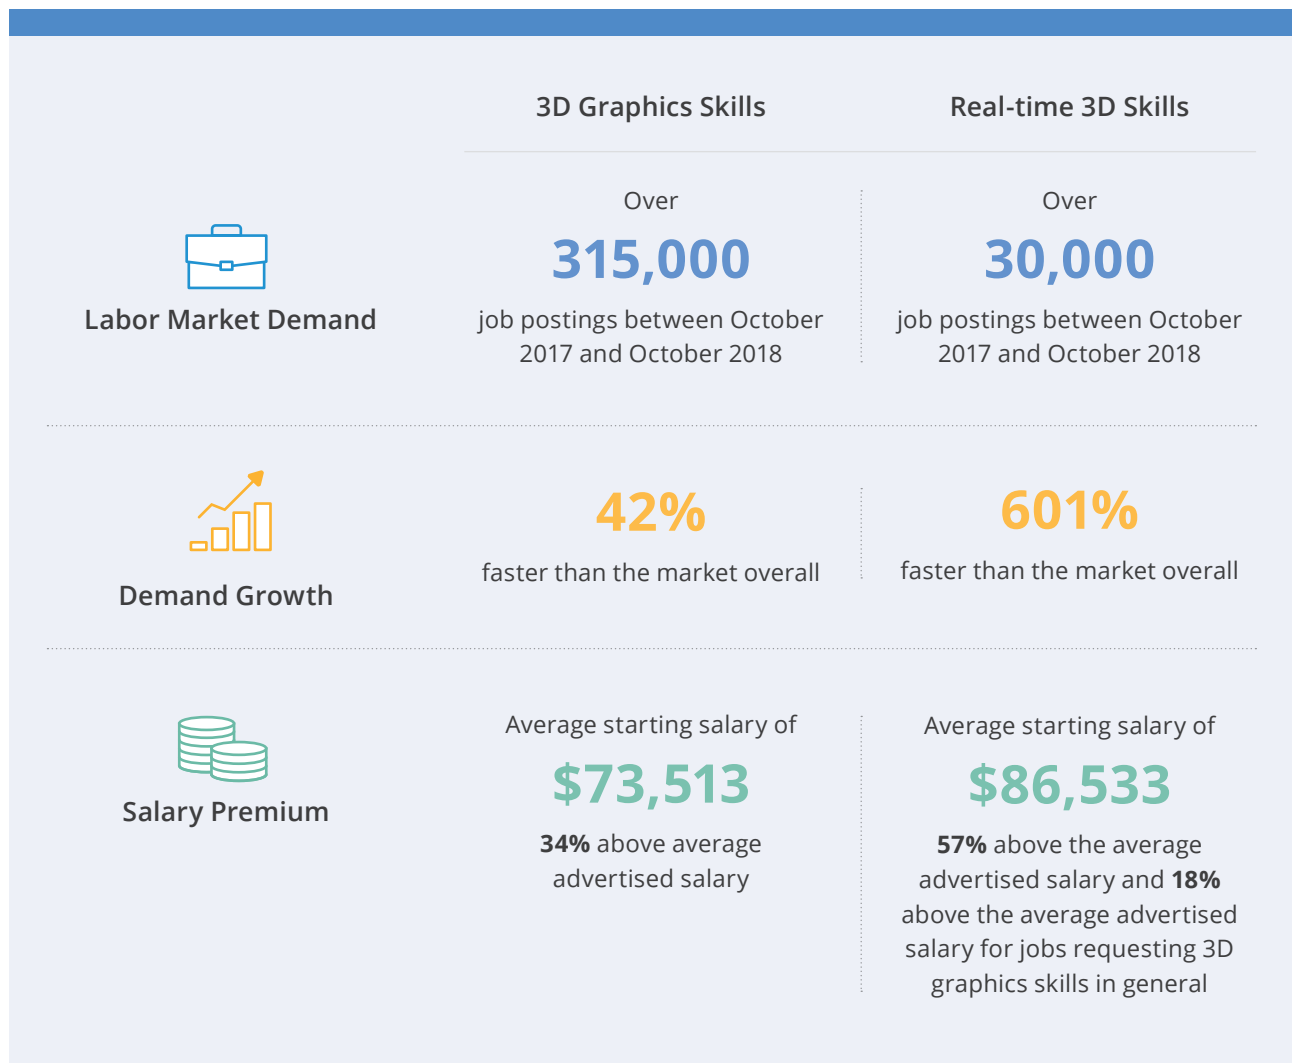 3D Graphics Skills
Real-time 3D Skills
Labor Market Demand
Over
315,000
job postings between October
2017 and October 2018
Over
30,000
job postings between October
2017 and October 2018
Demand Growth
42%
faster than the market overall
601%
faster than the market overall
Salary Premium
Average starting salary of
$73,513
34% above average
advertised salary
Average starting salary of
$86,533
57% above the average
advertised salary and 18%
above the average advertised
salary for jobs requesting 3D
graphics skills in general